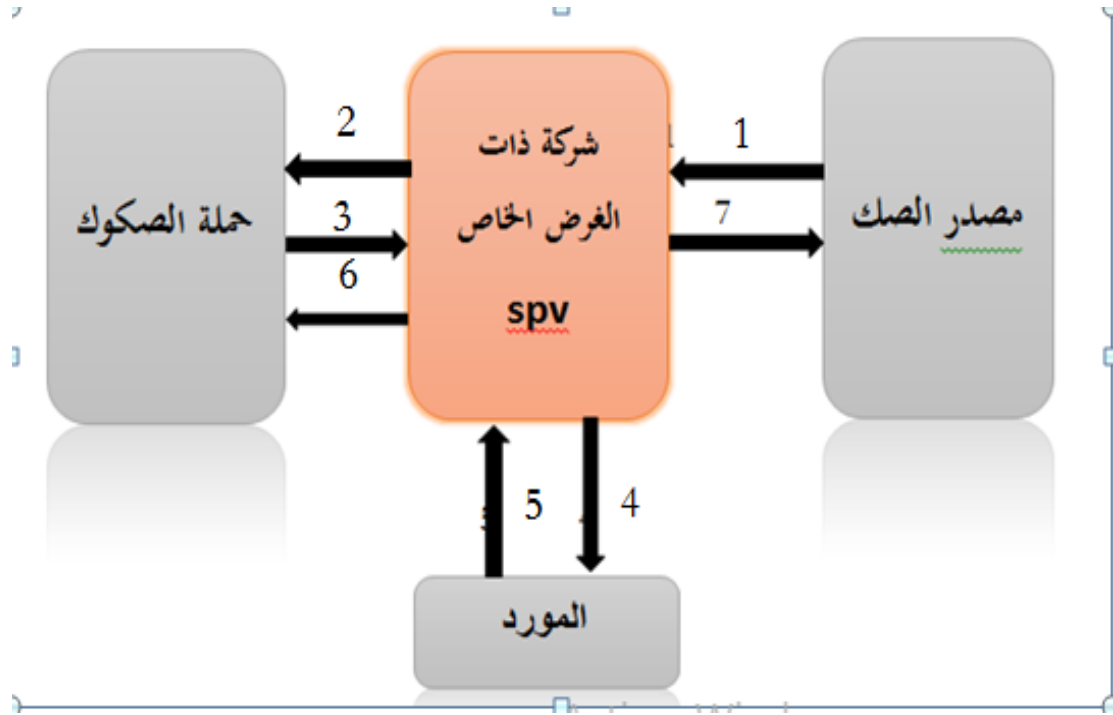 مصدر الصك
1
7
شركة ذات
الغرض الخاص
spv
2
3
6
حملة الصكوك
4
5
المورد